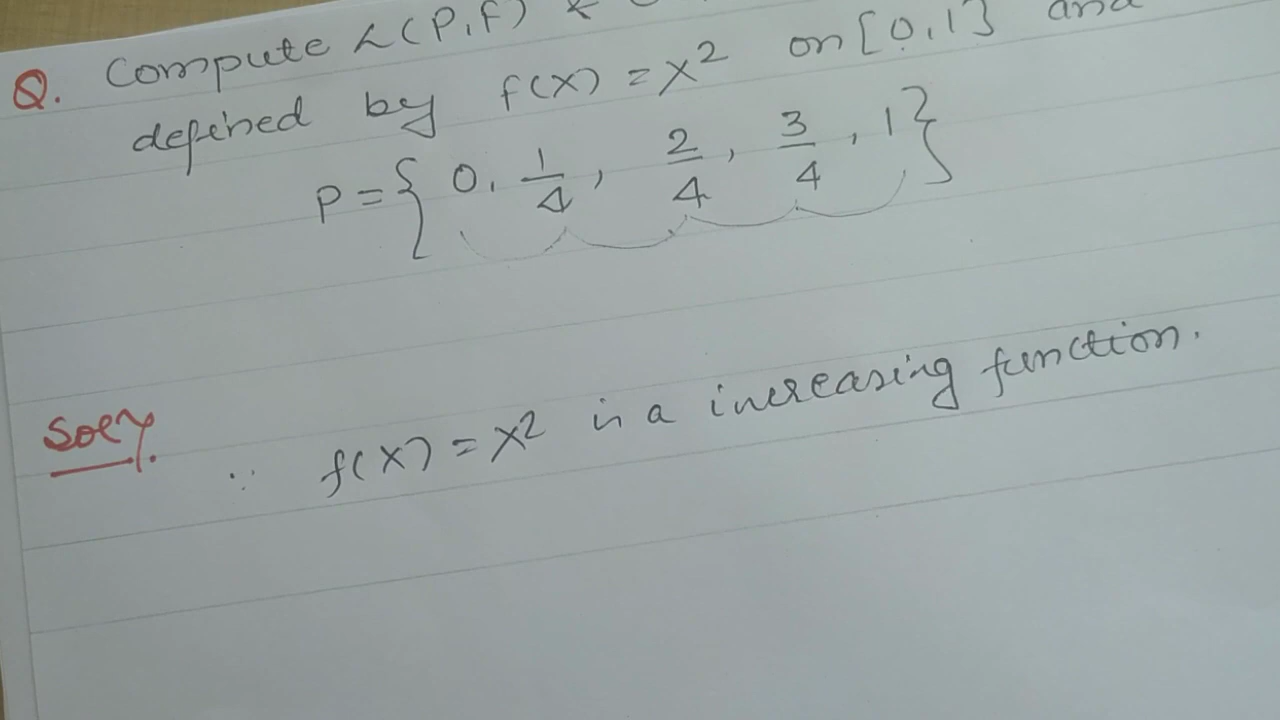 Q. Compute L(P,f)
defined by f(x) = x² on [0,1] and
P = { 0, 1/4, 2/4, 3/4, 1 }
Soln.
∵ f(x) = x² is a increasing function.